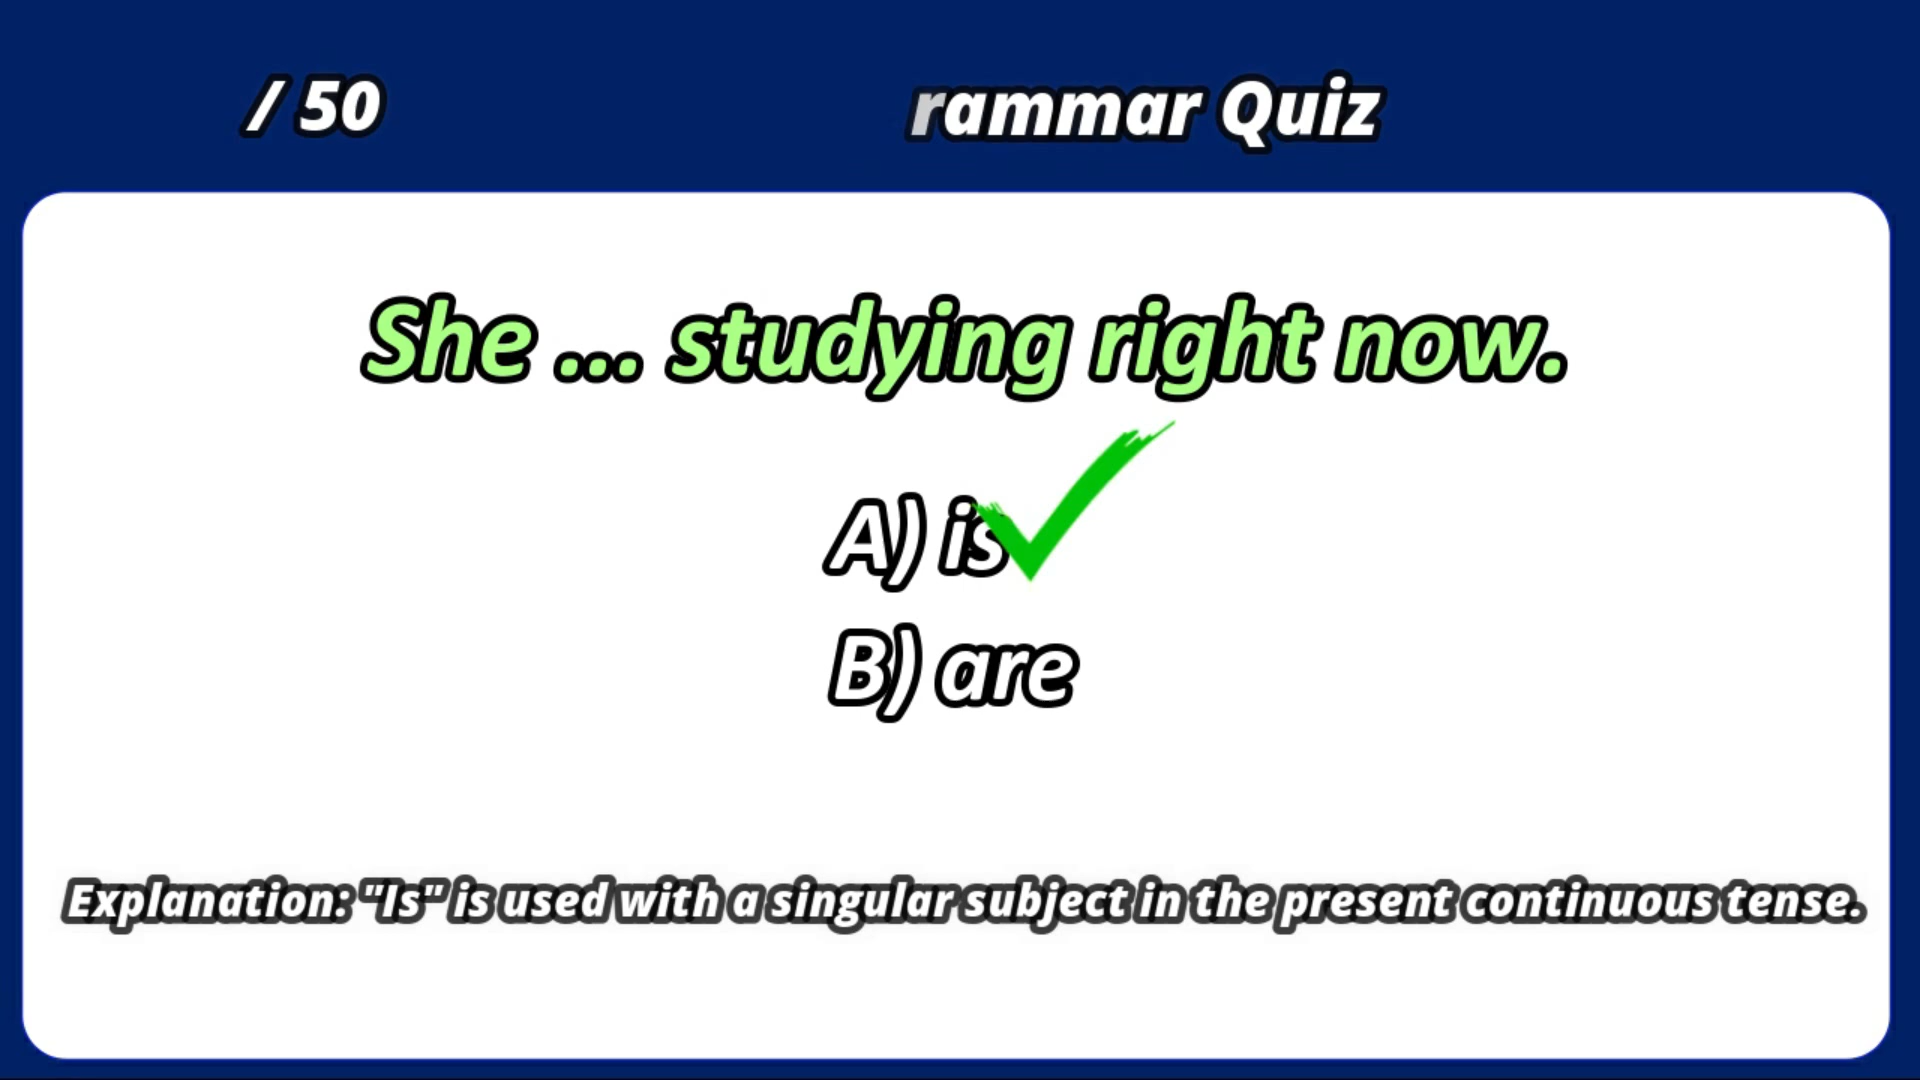 / 50
rammar Quiz
She ... studying right now.
A) is
B) are
Explanation: "Is" is used with a singular subject in the present continuous tense.